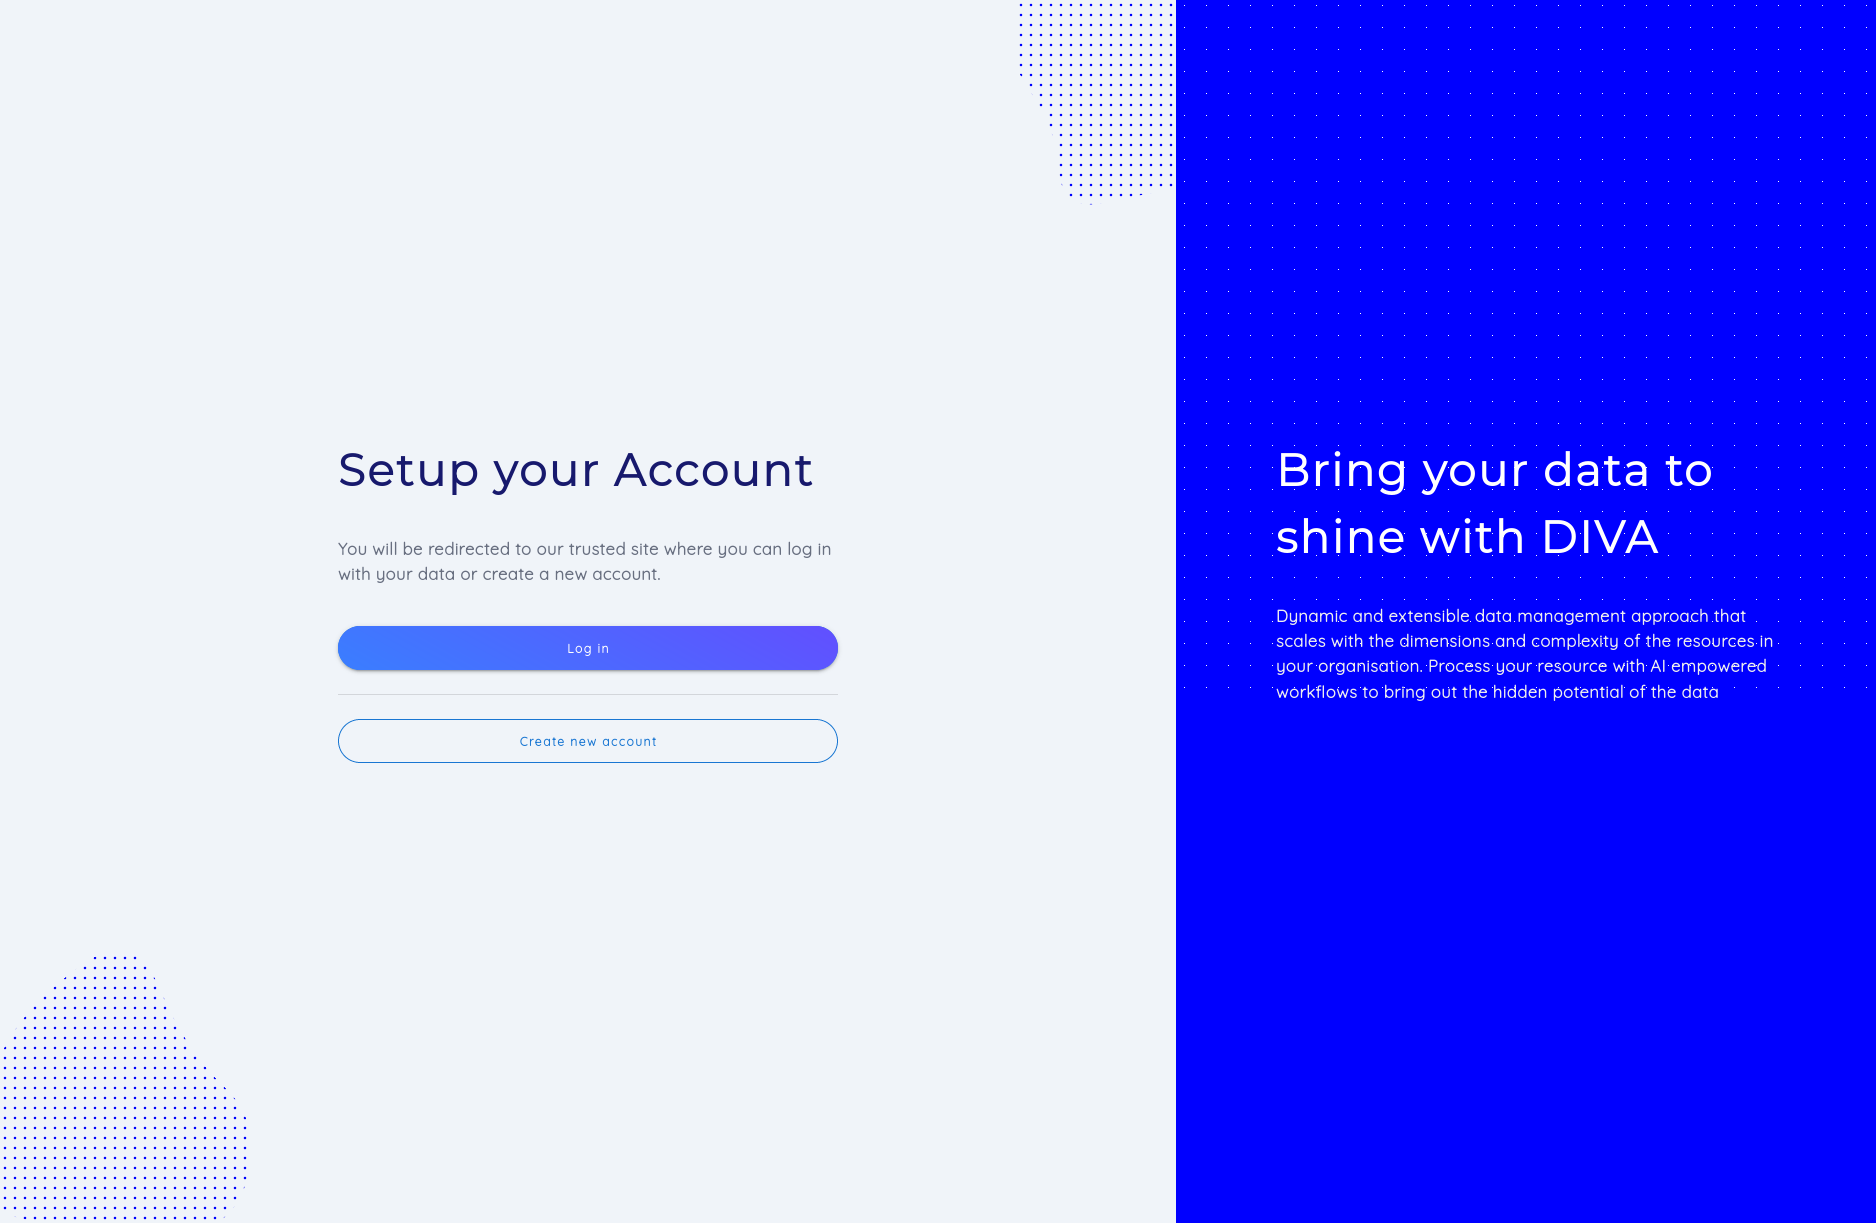 Setup your Account
You will be redirected to our trusted site where you can log in
with your data or create a new account.
Log in
Create new account
Bring your data to
shine with DIVA
Dynamic and extensible data management approach that
scales with the dimensions and complexity of the resources in
your organisation. Process your resource with AI empowered
workflows to bring out the hidden potential of the data